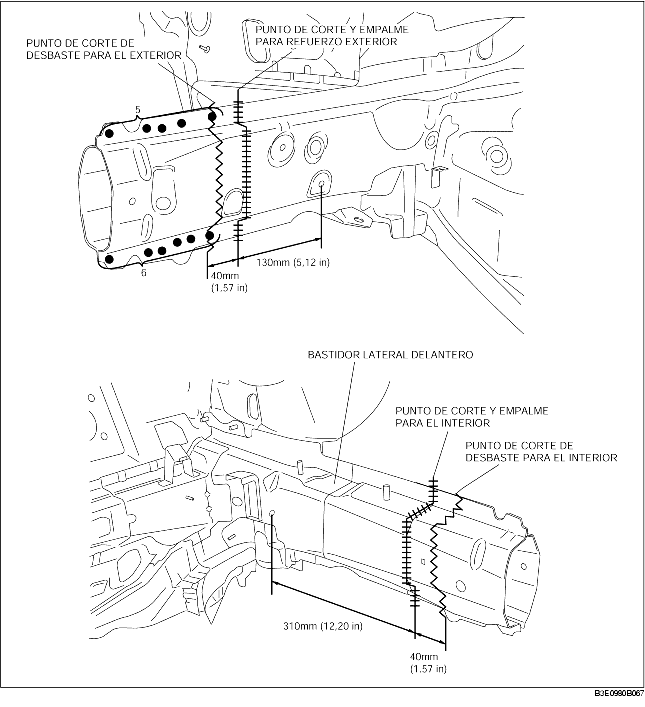 PUNTO DE CORTE Y EMPALME
PARA REFUERZO EXTERIOR
PUNTO DE CORTE DE
DESBASTE PARA EL EXTERIOR
5
6
130mm (5,12 in)
40mm
(1.57 in)
BASTIDOR LATERAL DELANTERO
PUNTO DE CORTE Y EMPALME
PARA EL INTERIOR
PUNTO DE CORTE DE
DESBASTE PARA EL INTERIOR
310mm (12,20 in)
40mm
(1.57 in)
B3E0980B067